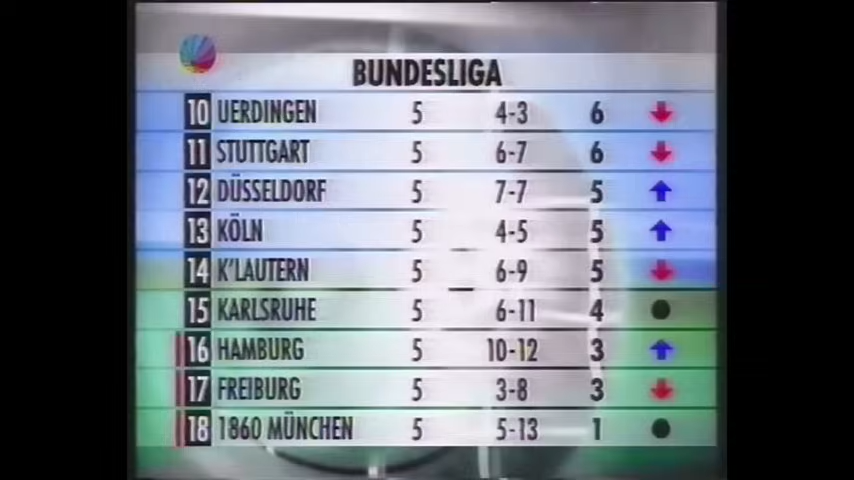 BUNDESLIGA
10 UERDINGEN 5 4-3 6
11 STUTTGART 5 6-7 6
12 DÜSSELDORF 5 7-7 5
13 KÖLN 5 4-5 5
14 K'LAUTERN 5 6-9 5
15 KARLSRUHE 5 6-11 4
16 HAMBURG 5 10-12 3
17 FREIBURG 5 3-8 3
18 1860 MÜNCHEN 5 5-13 1